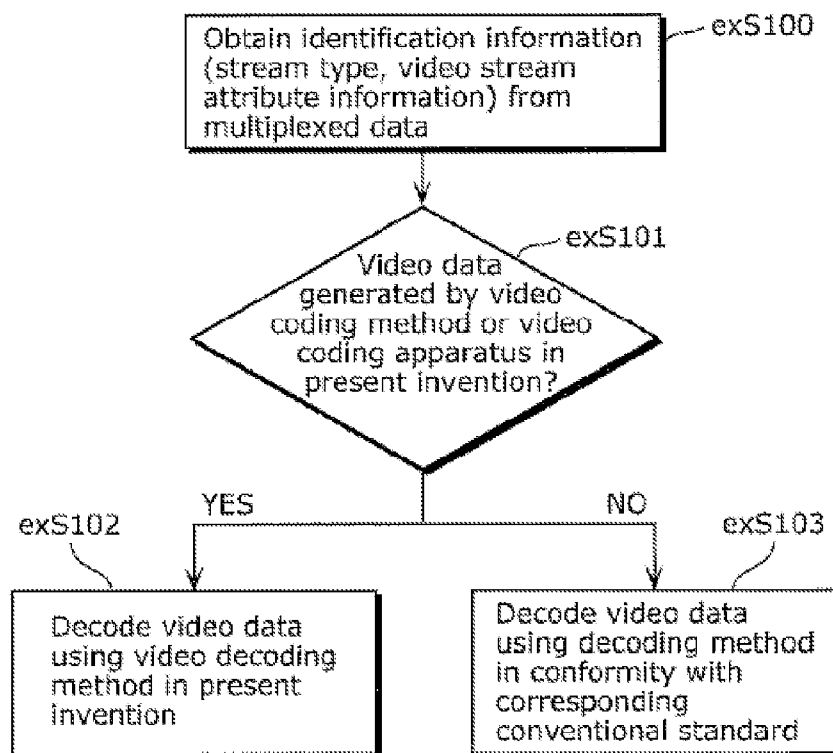 exS100
Obtain identification information
(stream type, video stream
attribute information) from
multiplexed data
exS101
Video data
generated by video
coding method or video
coding apparatus in
present invention?
YES
NO
exS102
exS103
Decode video data
using video decoding
method in present
invention
Decode video data
using decoding method
in conformity with
corresponding
conventional standard